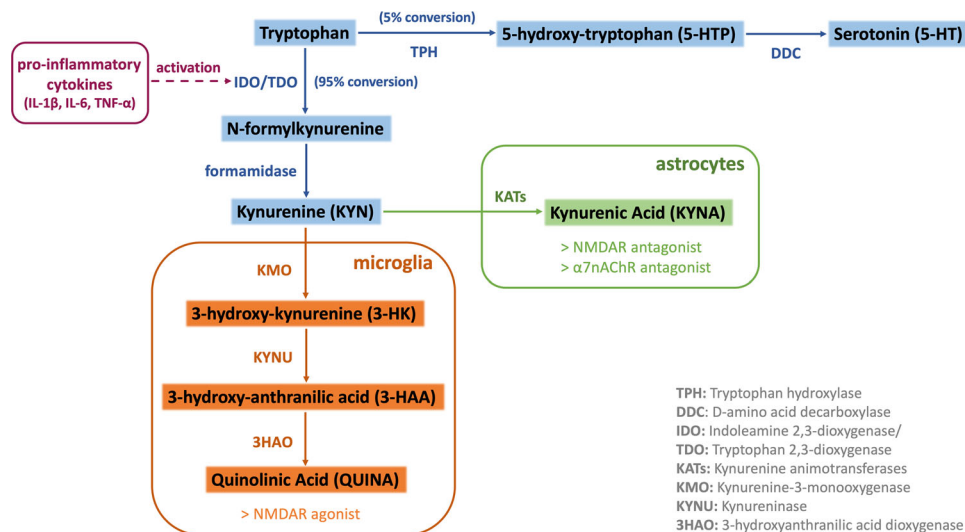 Tryptophan
(5% conversion)
TPH
5-hydroxy-tryptophan (5-HTP)
DDC
Serotonin (5-HT)
pro-inflammatory
cytokines
(IL-1β, IL-6, TNF-α)
activation
IDO/TDO
(95% conversion)
N-formylkynurenine
formamidase
Kynurenine (KYN)
astrocytes
KATs
Kynurenic Acid (KYNA)
> NMDAR antagonist
> α7nAChR antagonist
microglia
KMO
3-hydroxy-kynurenine (3-HK)
KYNU
3-hydroxy-anthranilic acid (3-HAA)
3HAO
Quinolinic Acid (QUINA)
> NMDAR agonist
TPH: Tryptophan hydroxylase
DDC: D-amino acid decarboxylase
IDO: Indoleamine 2,3-dioxygenase/
TDO: Tryptophan 2,3-dioxygenase
KATs: Kynurenine animotransferases
KMO: Kynurenine-3-monooxygenase
KYNU: Kynureninase
3HAO: 3-hydroxyanthranilic acid dioxygenase